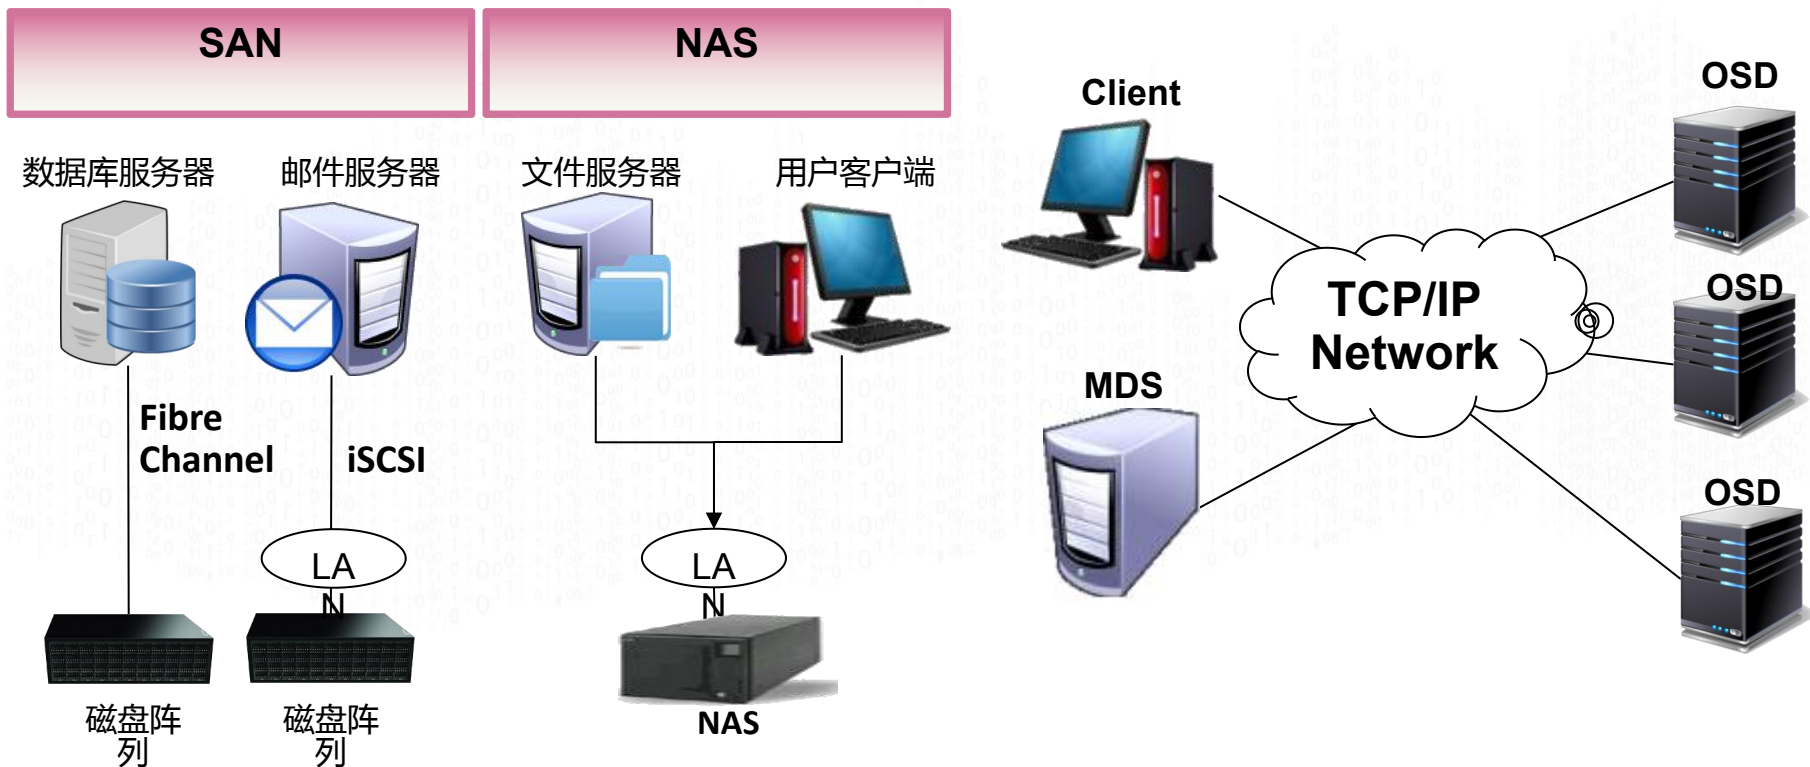 SAN
NAS
数据库服务器
邮件服务器
文件服务器
用户客户端
Fibre
Channel
iSCSI
LA
N
LA
N
磁盘阵
列
磁盘阵
列
NAS
Client
MDS
TCP/IP
Network
OSD
OSD
OSD